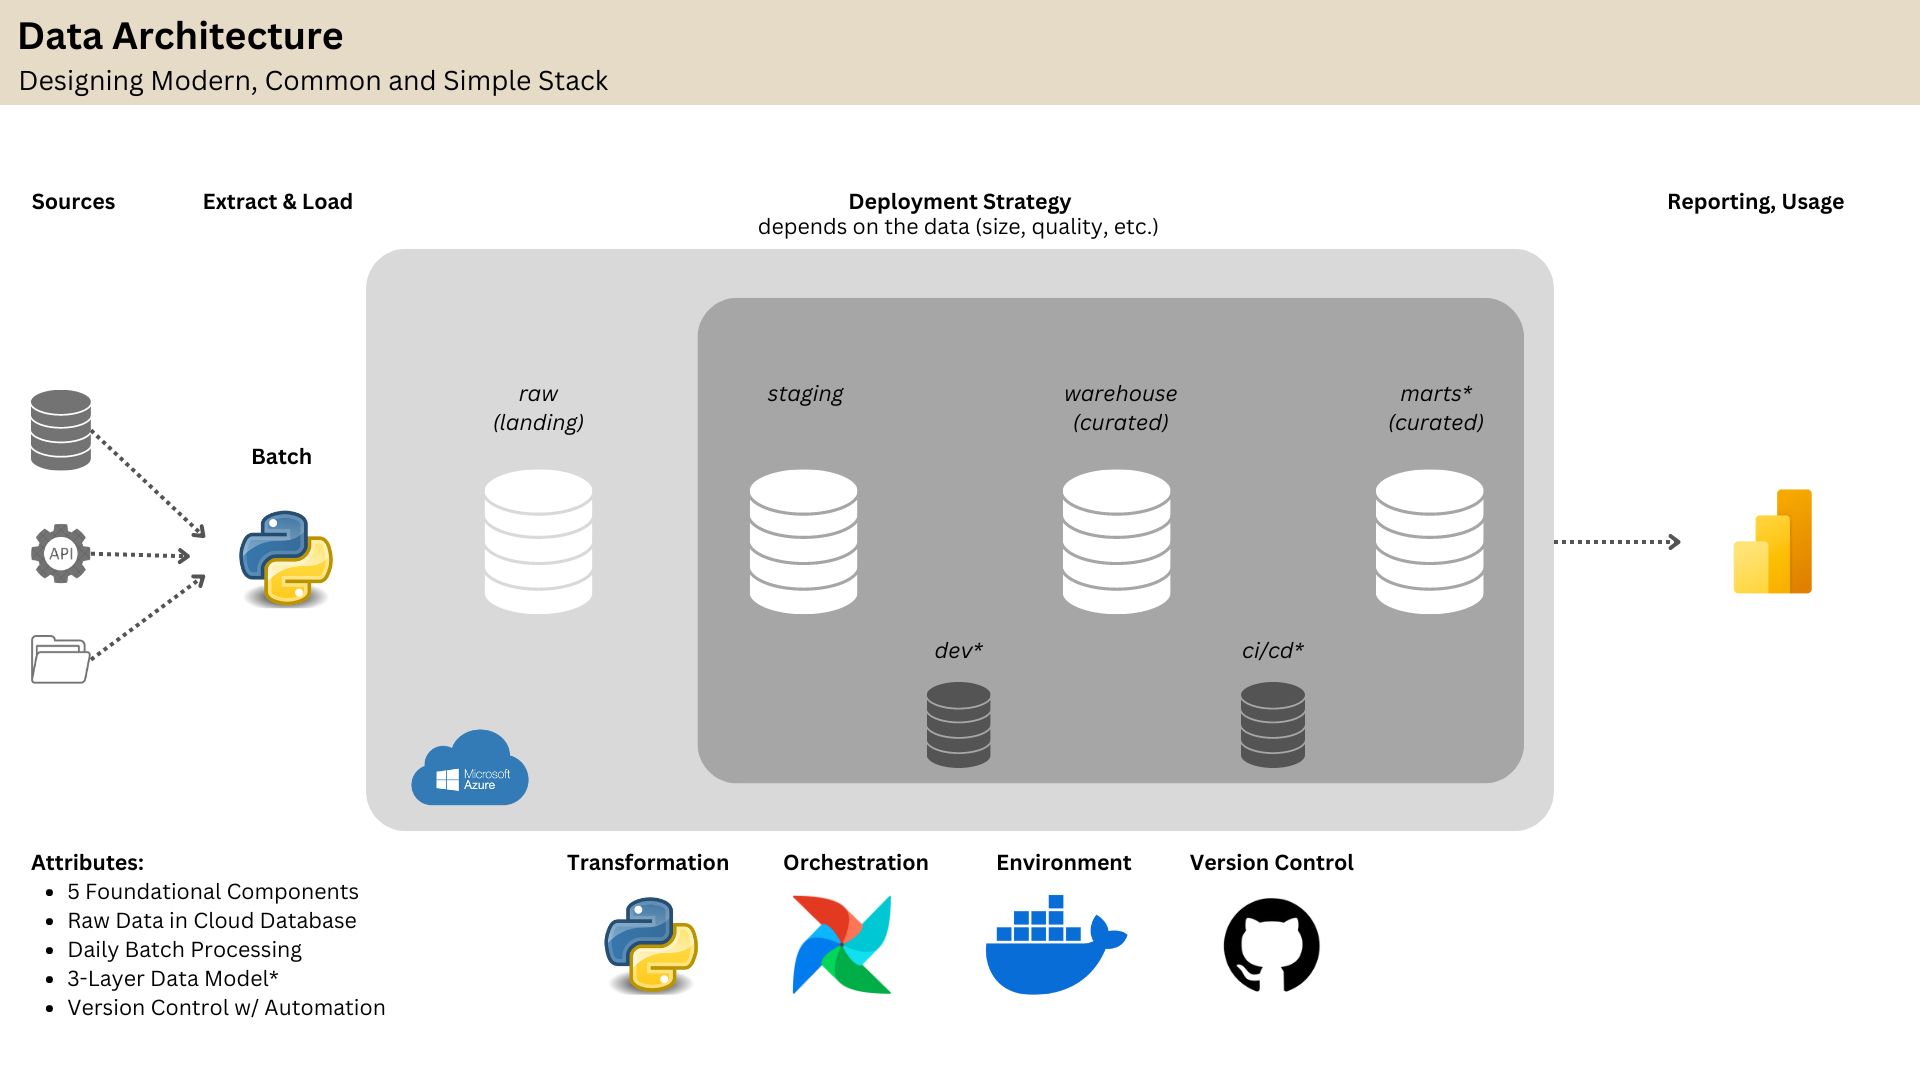 Data Architecture
Designing Modern, Common and Simple Stack
Sources
Extract & Load
Deployment Strategy
depends on the data (size, quality, etc.)
Reporting, Usage
raw
(landing)
staging
warehouse
(curated)
marts*
(curated)
Batch
API
dev*
ci/cd*
Microsoft
Azure
Attributes:
• 5 Foundational Components
• Raw Data in Cloud Database
• Daily Batch Processing
• 3-Layer Data Model*
• Version Control w/ Automation
Transformation
Orchestration
Environment
Version Control